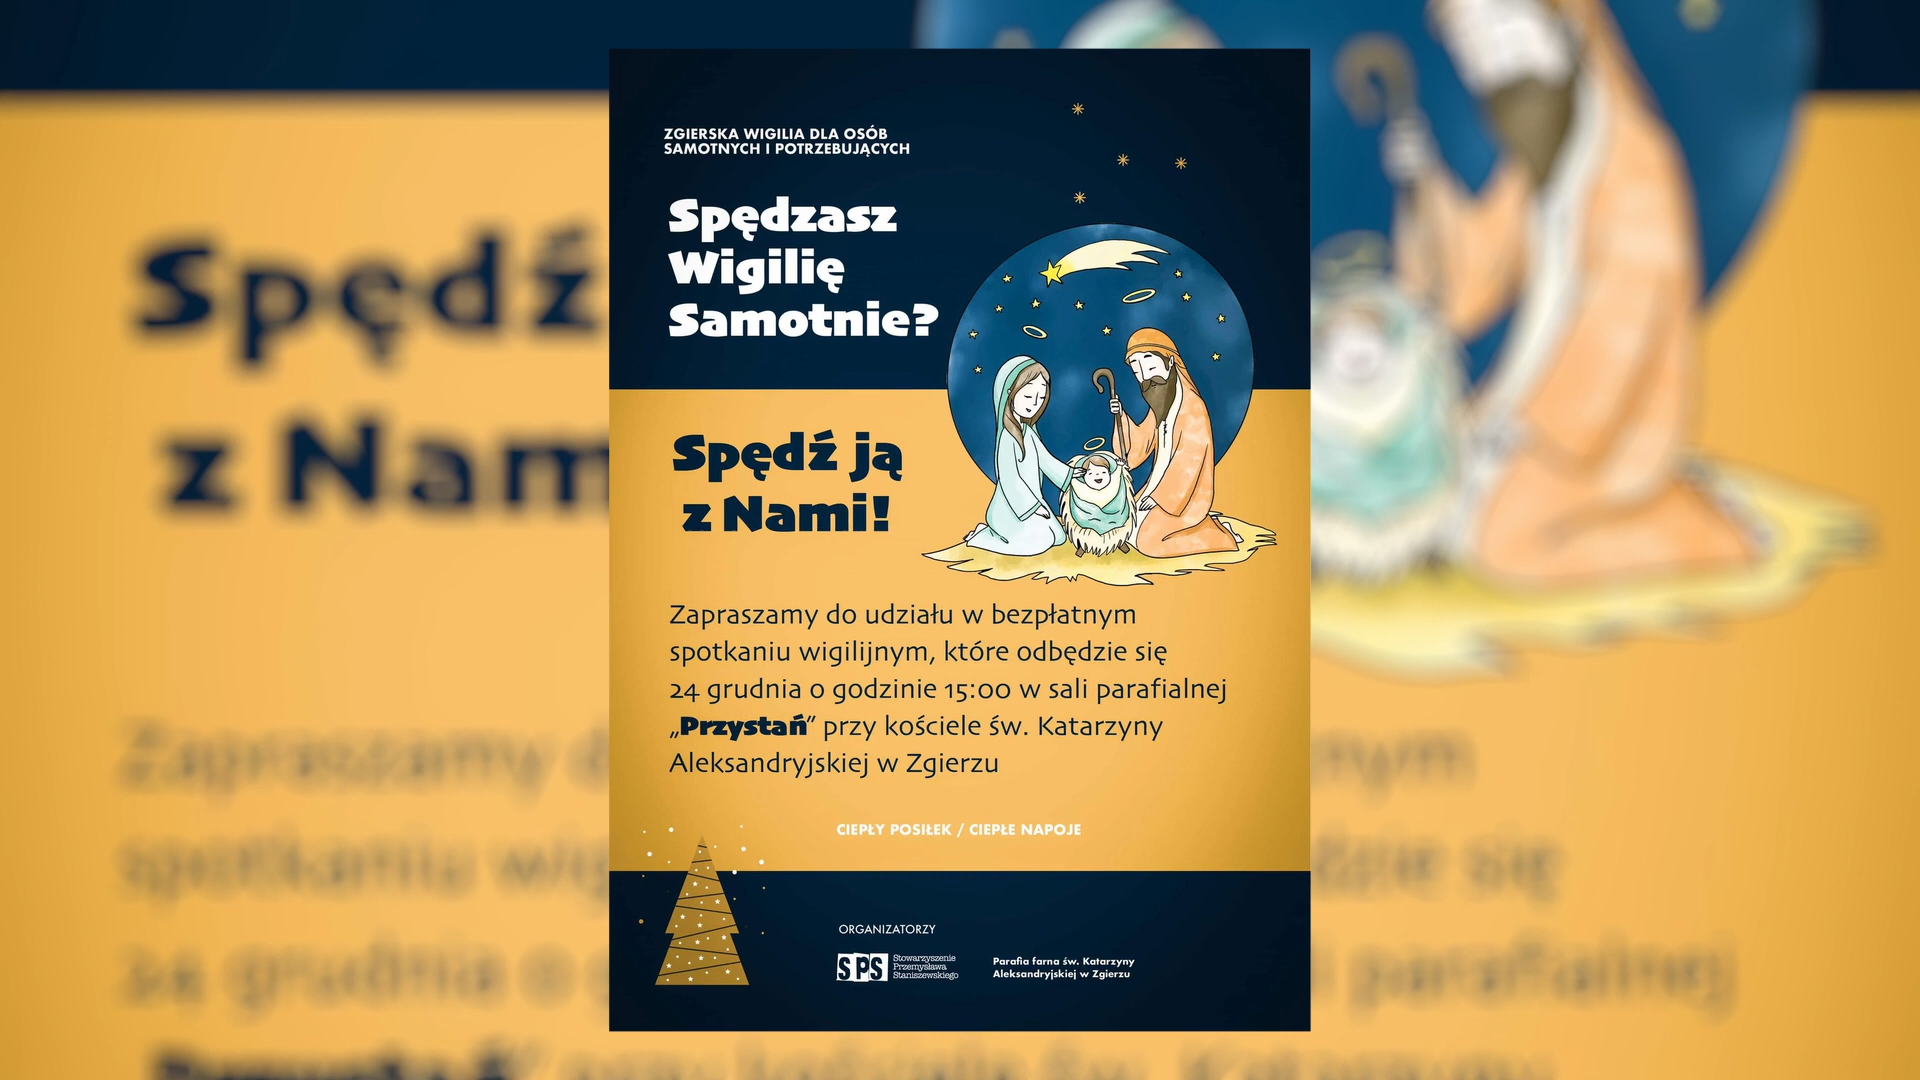 ZGIERSKA WIGILIA DLA OSÓB
SAMOTNYCH I POTRZEBUJĄCYCH
Spędzasz
Wigilię
Samotnie?
Spędź ją
z Nami!
Zapraszamy do udziału w bezpłatnym
spotkaniu wigilijnym, które odbędzie się
24 grudnia o godzinie 15:00 w sali parafialnej
„Przystań” przy kościele św. Katarzyny
Aleksandryjskiej w Zgierzu
CIEPŁY POSIŁEK / CIEPŁE NAPOJE
ORGANIZATORZY
SPS
Stowarzyszenie
Przemysława
Staniszewskiego
Parafia farna św. Katarzyny
Aleksandryjskiej w Zgierzu